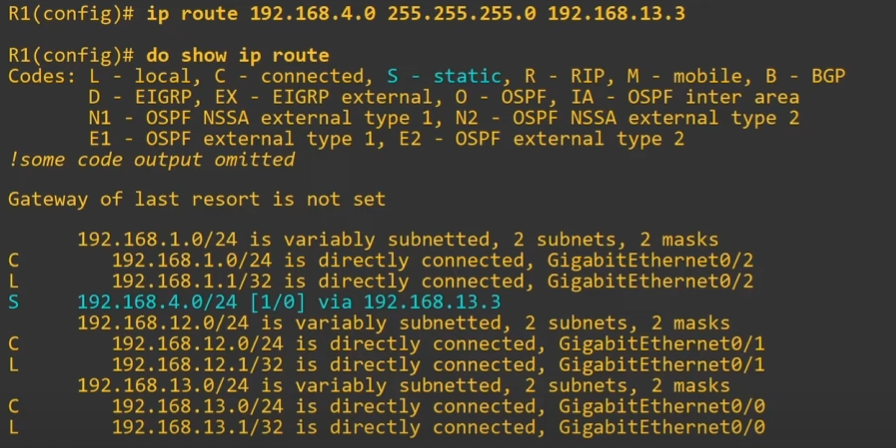 R1(config)# ip route 192.168.4.0 255.255.255.0 192.168.13.3
R1(config)# do show ip route
Codes: L - local, C - connected, S - static, R - RIP, M - mobile, B - BGP
D - EIGRP, EX - EIGRP external, O - OSPF, IA - OSPF inter area
N1 - OSPF NSSA external type 1, N2 - OSPF NSSA external type 2
E1 - OSPF external type 1, E2 - OSPF external type 2
!some code output omitted
Gateway of last resort is not set
192.168.1.0/24 is variably subnetted, 2 subnets, 2 masks
C 192.168.1.0/24 is directly connected, GigabitEthernet0/2
L 192.168.1.1/32 is directly connected, GigabitEthernet0/2
S 192.168.4.0/24 [1/0] via 192.168.13.3
192.168.12.0/24 is variably subnetted, 2 subnets, 2 masks
C 192.168.12.0/24 is directly connected, GigabitEthernet0/1
L 192.168.12.1/32 is directly connected, GigabitEthernet0/1
192.168.13.0/24 is variably subnetted, 2 subnets, 2 masks
C 192.168.13.0/24 is directly connected, GigabitEthernet0/0
L 192.168.13.1/32 is directly connected, GigabitEthernet0/0